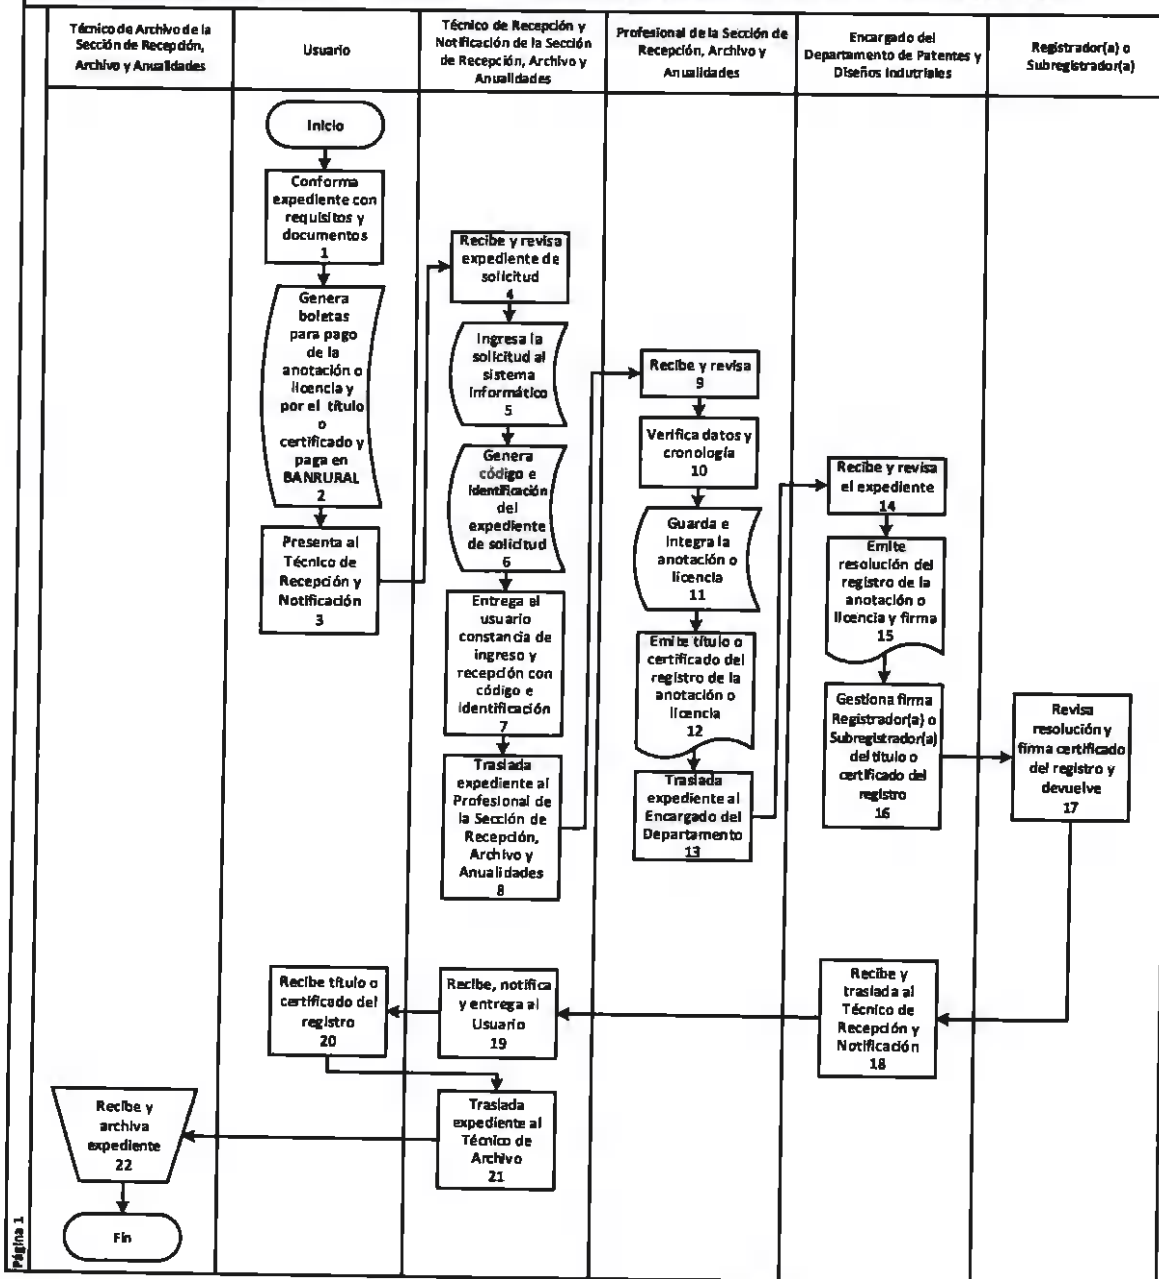 Técnico de Archivo de la
Sección de Recepción,
Archivo y Anualidades
Usuario
Técnico de Recepción y
Notificación de la Sección
de Recepción, Archivo y
Anualidades
Profesional de la Sección de
Recepción, Archivo y
Anualidades
Encargado del
Departamento de Patentes y
Diseños Indutriales
Registrador(a) o
Subregistrador(a)
Inicio
Conforma
expediente con
requisitos y
documentos
1
Genera
boletas
para pago
de la
anotación o
licencia y
por el título
o
certificado y
paga en
BANRURAL
2
Presenta al
Técnico de
Recepción y
Notificación
3
Recibe y revisa
expediente de
solicitud
4
Ingresa la
solicitud al
sistema
informático
5
Genera
código e
identificación
del
expediente
de solicitud
6
Entrega al
usuario
constancia de
ingreso y
recepción con
código e
identificación
7
Traslada
expediente al
Profesional de
la Sección de
Recepción,
Archivo y
Anualidades
8
Recibe y revisa
9
Verifica datos y
cronología
10
Guarda e
integra la
anotación o
licencia
11
Emite título o
certificado del
registro de la
anotación o
licencia
12
Traslada
expediente al
Encargado del
Departamento
13
Recibe y revisa
el expediente
14
Emite
resolución del
registro de la
anotación o
licencia y firma
15
Gestiona firma
Registrador(a) o
Subregistrador(a)
del título o
certificado del
registro
16
Revisa
resolución y
firma certificado
del registro y
devuelve
17
Recibe y
traslada al
Técnico de
Recepción y
Notificación
18
Recibe, notifica
y entrega al
Usuario
19
Recibe título o
certificado del
registro
20
Traslada
expediente al
Técnico de
Archivo
21
Recibe y
archiva
expediente
22
Fin
Página 1